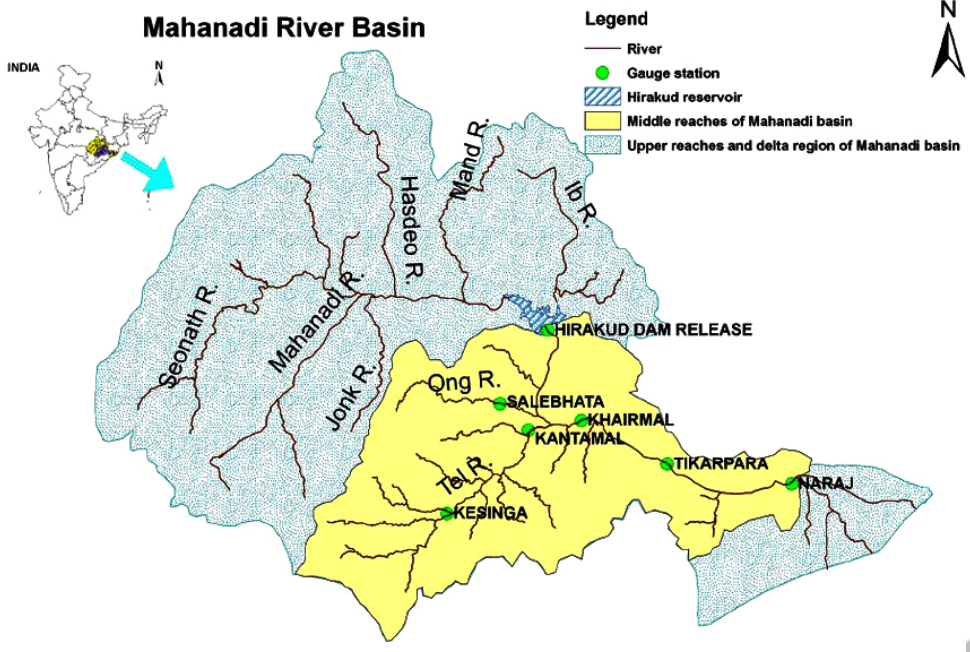 Mahanadi River Basin
INDIA
N
N
Legend
River
Gauge station
Hirakud reservoir
Middle reaches of Mahanadi basin
Upper reaches and delta region of Mahanadi basin
Seonath R.
Mahanadi R.
Jonk R.
Hasdeo R.
Mand R.
Ib R.
HIRAKUD DAM RELEASE
Ong R.
SALEBHATA
KHAIRMAL
KANTAMAL
Tel R.
TIKARPARA
NARAJ
KESINGA